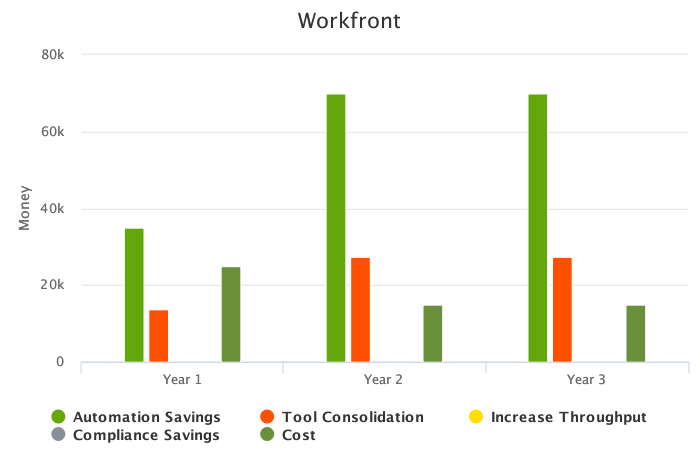 Workfront
80k
60k
40k
20k
0
Money
Year 1 Year 2 Year 3
Automation Savings Tool Consolidation Increase Throughput
Compliance Savings Cost